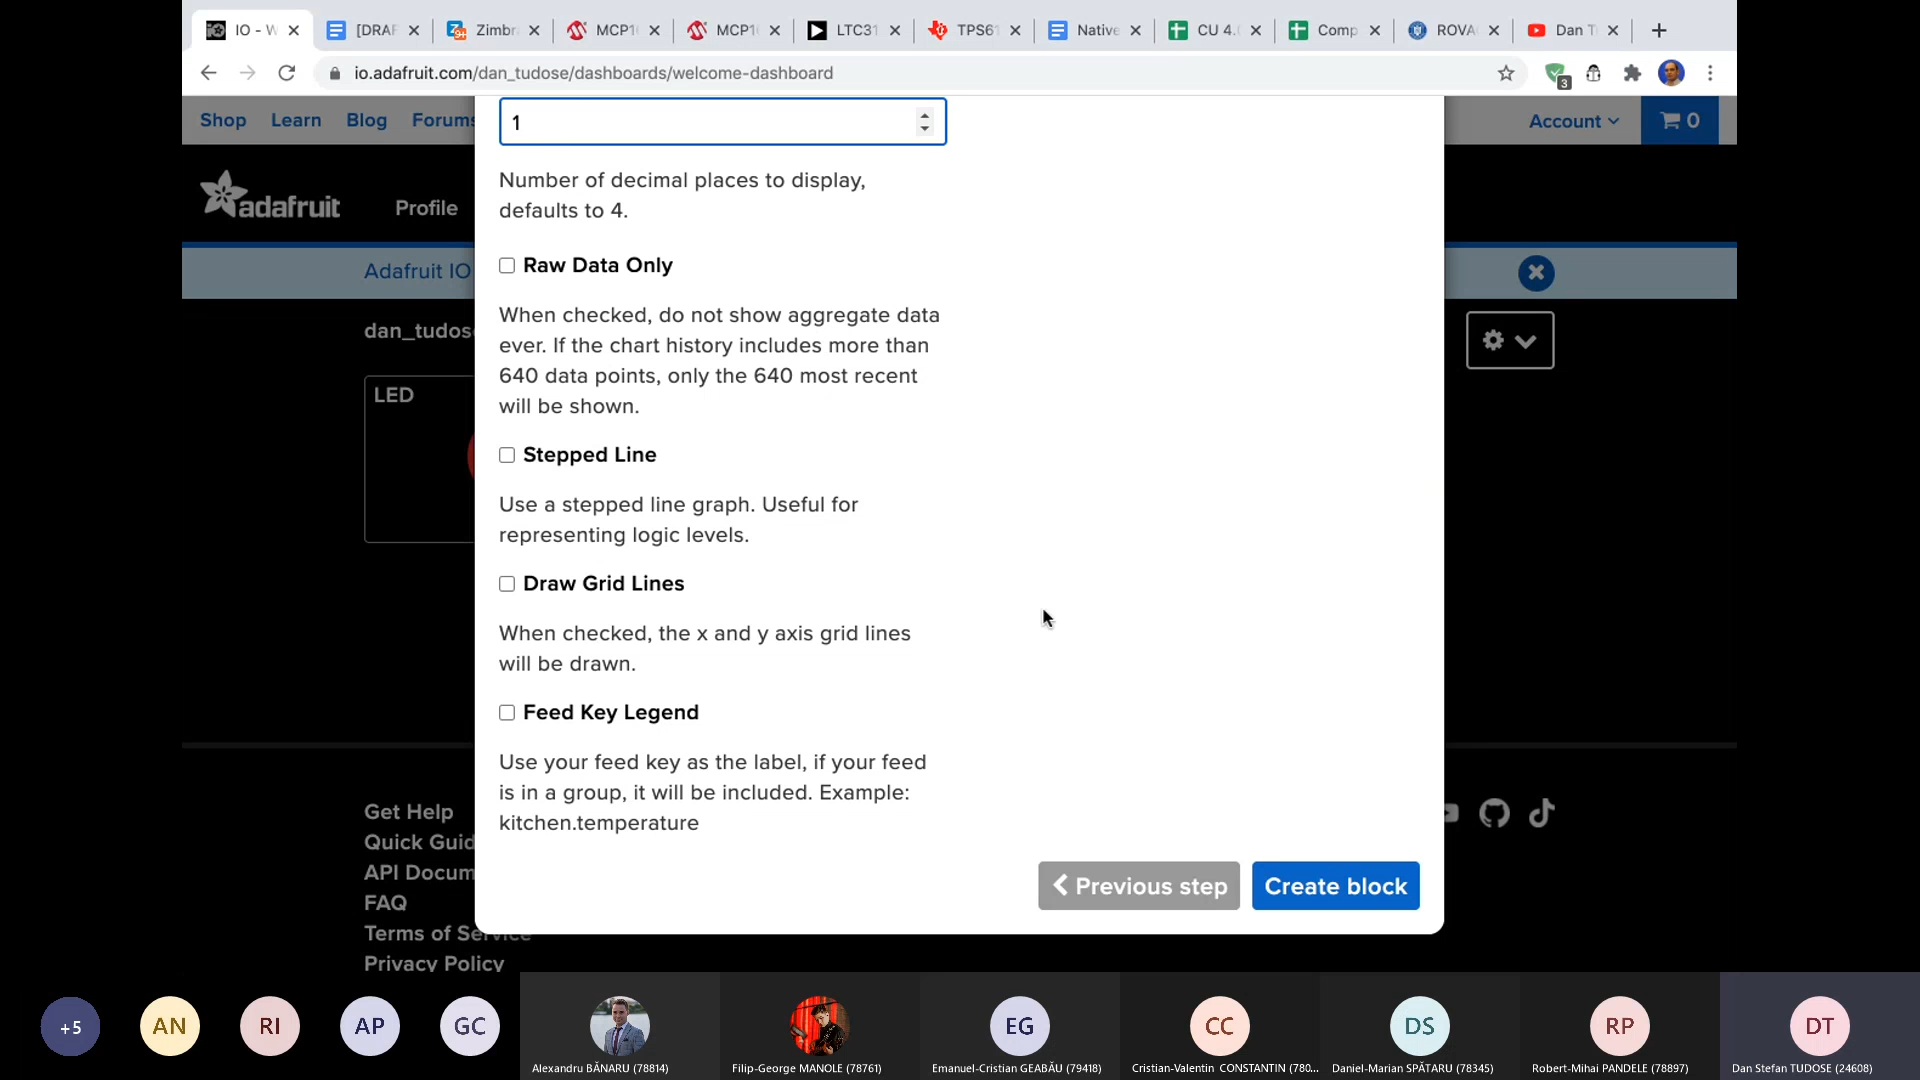 IO - W
[DRAF
Zimbr
MCP1
MCP1
LTC31
TPS61
Native
CU 4.
Comp
ROVA
Dan T
io.adafruit.com/dan_tudose/dashboards/welcome-dashboard
3
Shop
Learn
Blog
Forums
Account
0
adafruit
Profile
Adafruit IO
dan_tudose
LED
1
Number of decimal places to display,
defaults to 4.
Raw Data Only
When checked, do not show aggregate data
ever. If the chart history includes more than
640 data points, only the 640 most recent
will be shown.
Stepped Line
Use a stepped line graph. Useful for
representing logic levels.
Draw Grid Lines
When checked, the x and y axis grid lines
will be drawn.
Feed Key Legend
Use your feed key as the label, if your feed
is in a group, it will be included. Example:
kitchen.temperature
Previous step
Create block
Get Help
Quick Guid
API Docum
FAQ
Terms of Service
Privacy Policy
+5
AN
RI
AP
GC
EG
CC
DS
RP
DT
Alexandru BĂNARU (78814)
Filip-George MANOLE (78761)
Emanuel-Cristian GEABĂU (79418)
Cristian-Valentin CONSTANTIN (780...
Daniel-Marian SPĂTARU (78345)
Robert-Mihai PANDELE (78897)
Dan Stefan TUDOSE (24608)